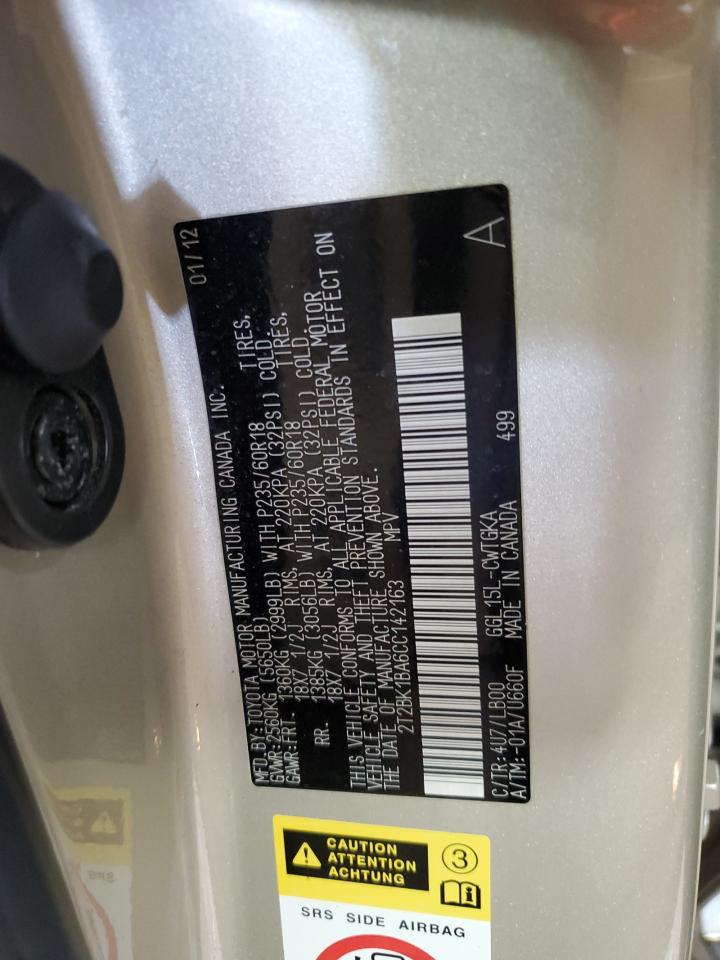 MFD.BY:TOYOTA MOTOR MANUFACTURING CANADA INC. 01/12
GVWR:2560KG (5650LB)
GAWR:FRT. 1360KG (2999LB) WITH P235/60R18 TIRES,
18X7 1/2J RIMS, AT 220KPA (32PSI) COLD
RR. 1385KG (3056LB) WITH P235/60R18 TIRES,
18X7 1/2J RIMS, AT 220KPA (32PSI) COLD.
THIS VEHICLE CONFORMS TO ALL APPLICABLE FEDERAL MOTOR
VEHICLE SAFETY AND THEFT PREVENTION STANDARDS IN EFFECT ON
THE DATE OF MANUFACTURE SHOWN ABOVE.
2T2BK1BA6CC142163 MPV
C/TR:4U7/LB00 GGL15L-CWTGKA A
A/TM:-01A/U660F MADE IN CANADA 499
CAUTION
ATTENTION
ACHTUNG
3
SRS SIDE AIRBAG